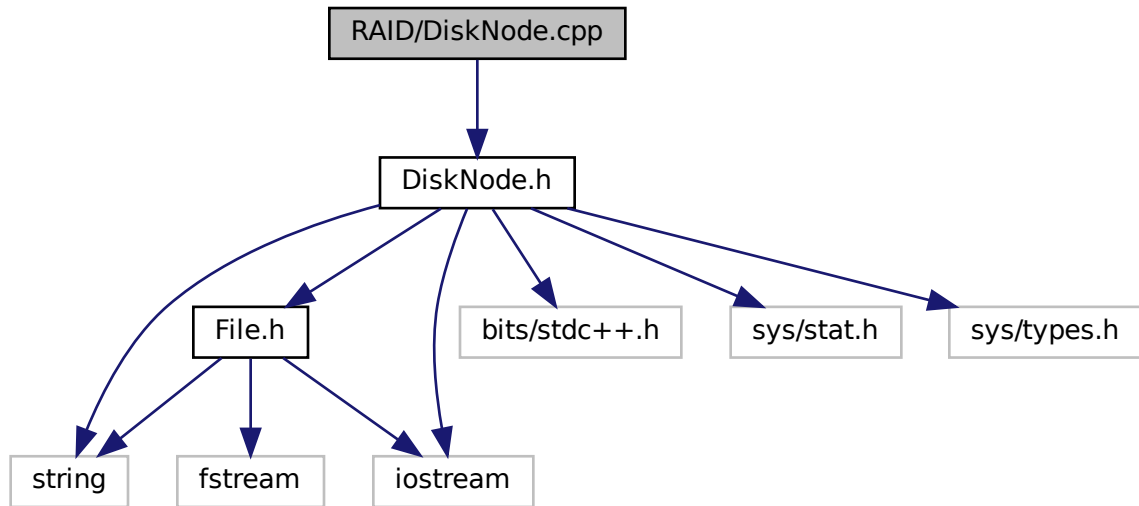 RAID/DiskNode.cpp
DiskNode.h
File.h
bits/stdc++.h
sys/stat.h
sys/types.h
string
fstream
iostream